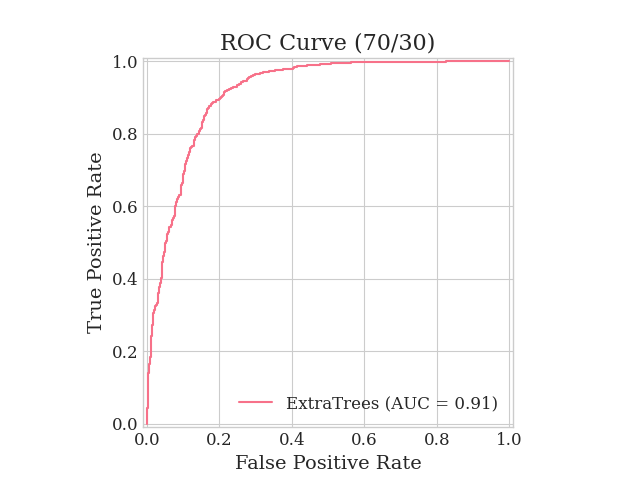 ROC Curve (70/30)
True Positive Rate
1.0
0.8
0.6
0.4
0.2
0.0
ExtraTrees (AUC = 0.91)
0.0 0.2 0.4 0.6 0.8 1.0
False Positive Rate